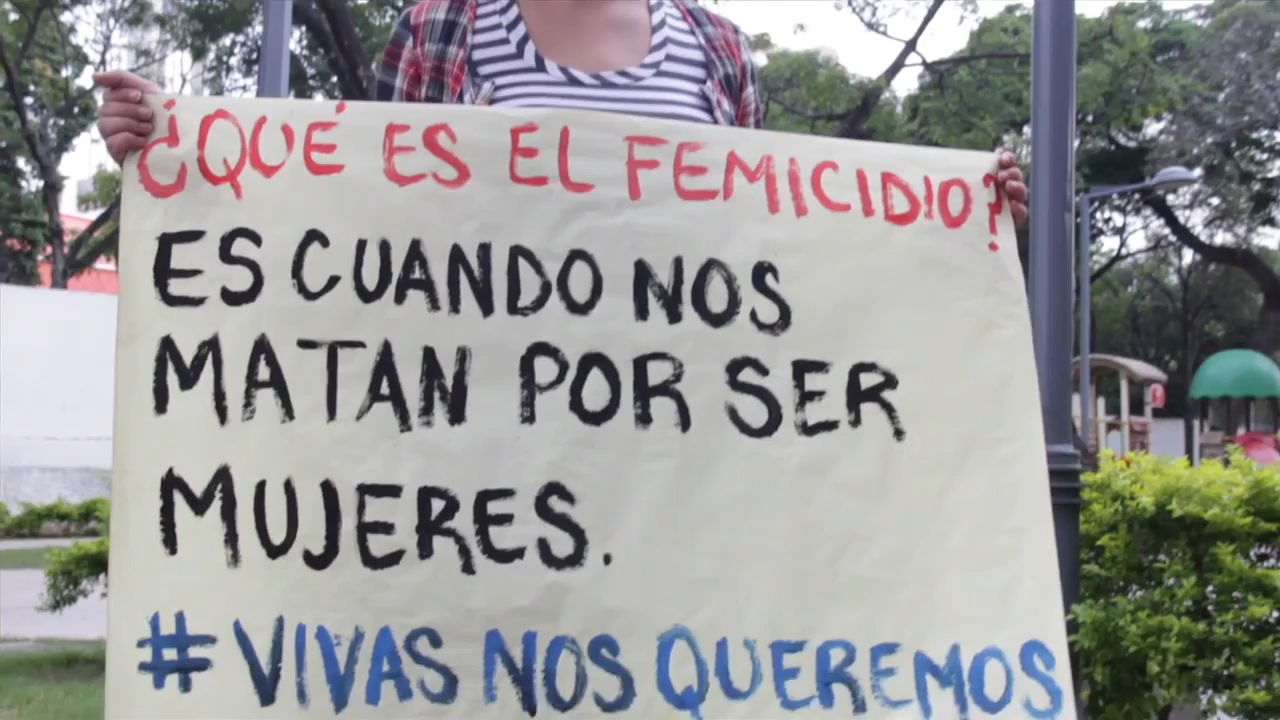 ¿QUÉ ES EL FEMICIDIO?
ES CUANDO NOS
MATAN POR SER
MUJERES.
#VIVAS NOS QUEREMOS